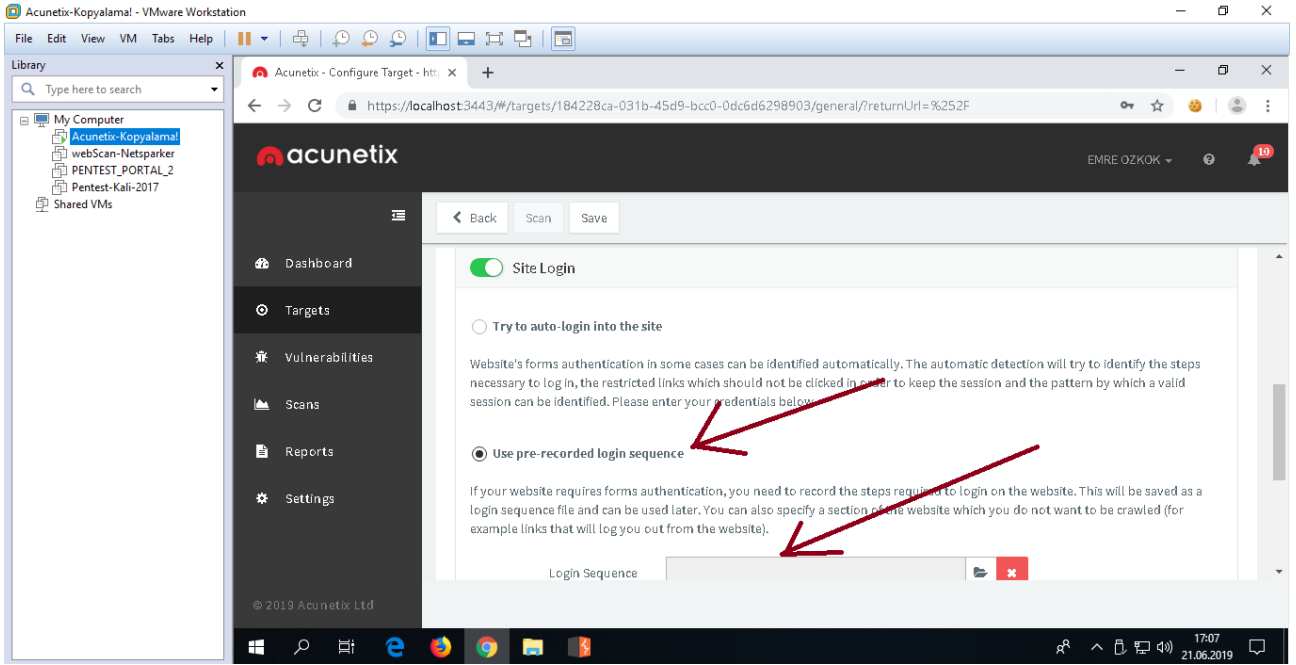 Acunetix-Kopyalama! - VMware Workstation
File Edit View VM Tabs Help
Library
Type here to search
My Computer
Acunetix-Kopyalama!
webScan-Netsparker
PENTEST_PORTAL_2
Pentest-Kali-2017
Shared VMs
Acunetix - Configure Target - htt
https://localhost:3443/#/targets/184228ca-031b-45d9-bcc0-0dc6d6298903/general/?returnUrl=%252F
acunetix
EMRE OZKOK
10
Back Scan Save
Dashboard
Targets
Vulnerabilities
Scans
Reports
Settings
© 2019 Acunetix Ltd
Site Login
Try to auto-login into the site
Website's forms authentication in some cases can be identified automatically. The automatic detection will try to identify the steps
necessary to log in, the restricted links which should not be clicked in order to keep the session and the pattern by which a valid
session can be identified. Please enter your credentials below
Use pre-recorded login sequence
If your website requires forms authentication, you need to record the steps required to login on the website. This will be saved as a
login sequence file and can be used later. You can also specify a section of the website which you do not want to be crawled (for
example links that will log you out from the website).
Login Sequence
17:07
21.06.2019